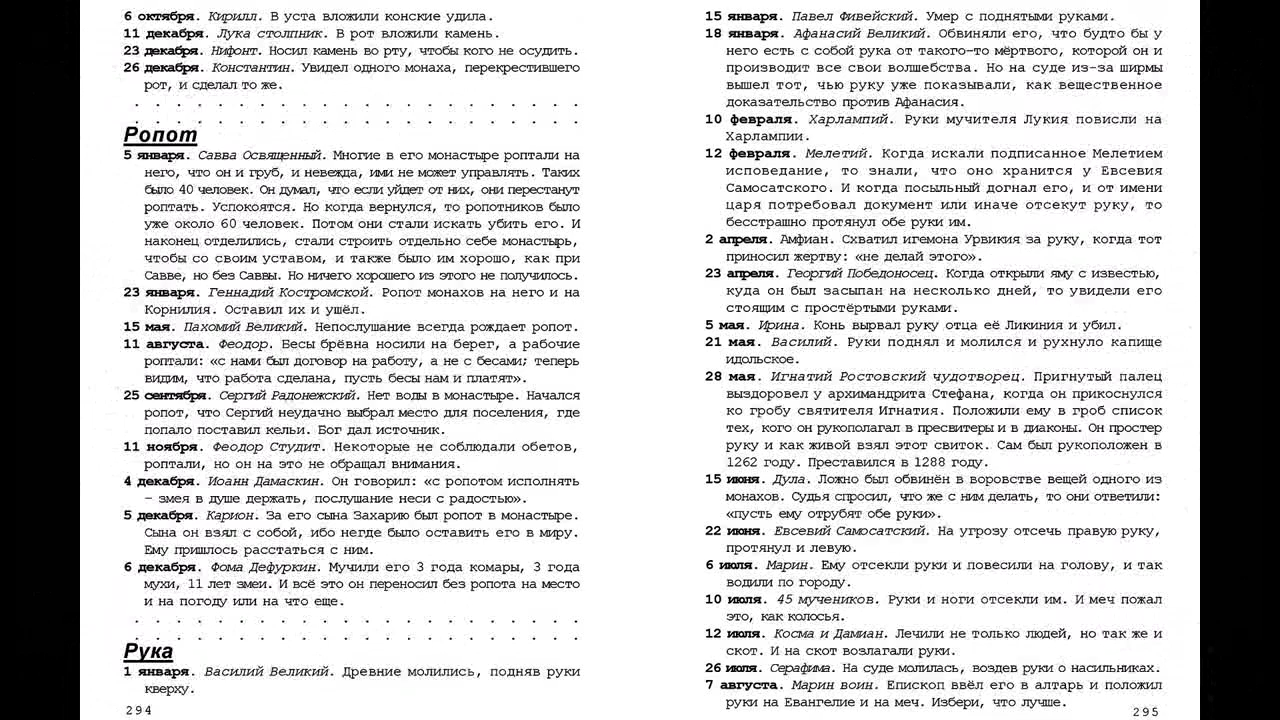 6 октября. Кирилл. В уста вложили конские удила.
11 декабря. Лука столпник. В рот вложили камень.
23 декабря. Нифонт. Носил камень во рту, чтобы кого не осудить.
26 декабря. Константин. Увидел одного монаха, перекрестившего
рот, и сделал то же.
Ропот
5 января. Савва Освященный. Многие в его монастыре роптали на
него, что он и груб, и невежда, ими не может управлять. Таких
было 40 человек. Он думал, что если уйдет от них, они перестанут
роптать. Успокоятся. Но когда вернулся, то ропотников было
уже около 60 человек. Потом они стали искать убить его. И
наконец отделились, стали строить отдельно себе монастырь,
чтобы со своим уставом, и также было им хорошо, как при
Савве, но без Саввы. Но ничего хорошего из этого не получилось.
23 января. Геннадий Костромской. Ропот монахов на него и на
Корнилия. Оставил их и ушёл.
15 мая. Пахомий Великий. Непослушание всегда рождает ропот.
11 августа. Феодор. Бесы брёвна носили на берег, а рабочие
роптали: «с нами был договор на работу, а не с бесами; теперь
видим, что работа сделана, пусть бесы нам и платят».
25 сентября. Сергий Радонежский. Нет воды в монастыре. Начался
ропот, что Сергий неудачно выбрал место для поселения, где
попало поставил кельи. Бог дал источник.
11 ноября. Феодор Студит. Некоторые не соблюдали обетов,
роптали, но он на это не обращал внимания.
4 декабря. Иоанн Дамаскин. Он говорил: «с ропотом исполнять
– змея в душе держать, послушание неси с радостью».
5 декабря. Карион. За его сына Захарию был ропот в монастыре.
Сына он взял с собой, ибо негде было оставить его в миру.
Ему пришлось расстаться с ним.
6 декабря. Фома Дефуркин. Мучили его 3 года комары, 3 года
мухи, 11 лет змеи. И всё это он переносил без ропота на место
и на погоду или на что еще.
Рука
1 января. Василий Великий. Древние молились, подняв руки
кверху.
294
15 января. Павел Фивейский. Умер с поднятыми руками.
18 января. Афанасий Великий. Обвиняли его, что будто бы у
него есть с собой рука от такого-то мёртвого, которой он и
производит все свои волшебства. Но на суде из-за ширмы
вышел тот, чью руку уже показывали, как вещественное
доказательство против Афанасия.
10 февраля. Харлампий. Руки мучителя Лукия повисли на
Харлампии.
12 февраля. Мелетий. Когда искали подписанное Мелетием
исповедание, то знали, что оно хранится у Евсевия
Самосатского. И когда посыльный догнал его, и от имени
царя потребовал документ или иначе отсекут руку, то
бесстрашно протянул обе руки им.
2 апреля. Амфиан. Схватил игемона Урвикия за руку, когда тот
приносил жертву: «не делай этого».
23 апреля. Георгий Победоносец. Когда открыли яму с известью,
куда он был засыпан на несколько дней, то увидели его
стоящим с простёртыми руками.
5 мая. Ирина. Конь вырвал руку отца её Ликиния и убил.
21 мая. Василий. Руки поднял и молился и рухнуло капище
идольское.
28 мая. Игнатий Ростовский чудотворец. Пригнутый палец
выздоровел у архимандрита Стефана, когда он прикоснулся
ко гробу святителя Игнатия. Положили ему в гроб список
тех, кого он рукополагал в пресвитеры и в диаконы. Он простер
руку и как живой взял этот свиток. Сам был рукоположен в
1262 году. Преставился в 1288 году.
15 июня. Дула. Ложно был обвинён в воровстве вещей одного из
монахов. Судья спросил, что же с ним делать, то они ответили:
«пусть ему отрубят обе руки».
22 июня. Евсевий Самосатский. На угрозу отсечь правую руку,
протянул и левую.
6 июля. Марин. Ему отсекли руки и повесили на голову, и так
водили по городу.
10 июля. 45 мучеников. Руки и ноги отсекли им. И меч пожал
это, как колосья.
12 июля. Косма и Дамиан. Лечили не только людей, но так же и
скот. И на скот возлагали руки.
26 июля. Серафима. На суде молилась, воздев руки о насильниках.
7 августа. Марин воин. Епископ ввёл его в алтарь и положил
руки на Евангелие и на меч. Избери, что лучше.
295